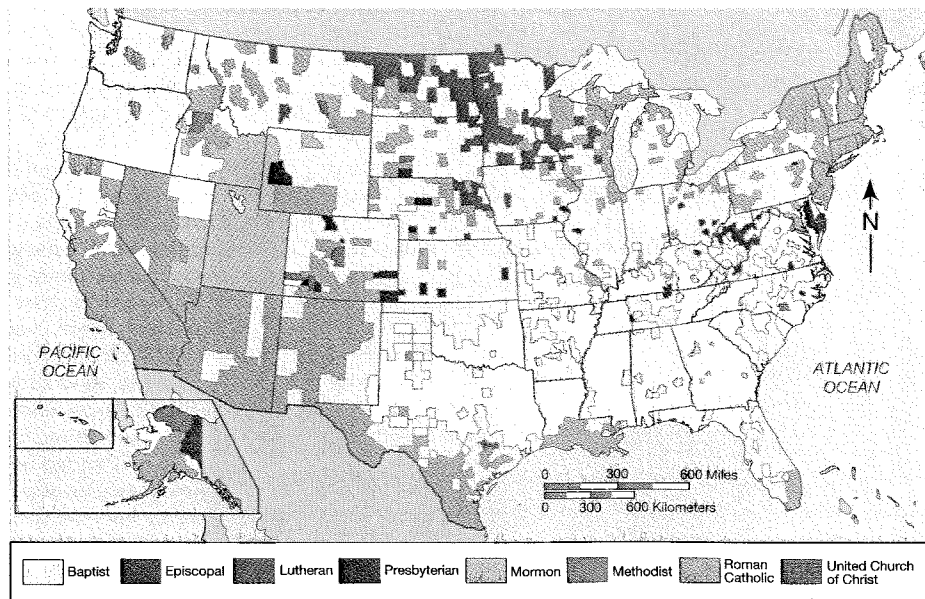 N
PACIFIC
OCEAN
ATLANTIC
OCEAN
0 300 600 Miles
0 300 600 Kilometers
Baptist
Episcopal
Lutheran
Presbyterian
Mormon
Methodist
Roman
Catholic
United Church
of Christ